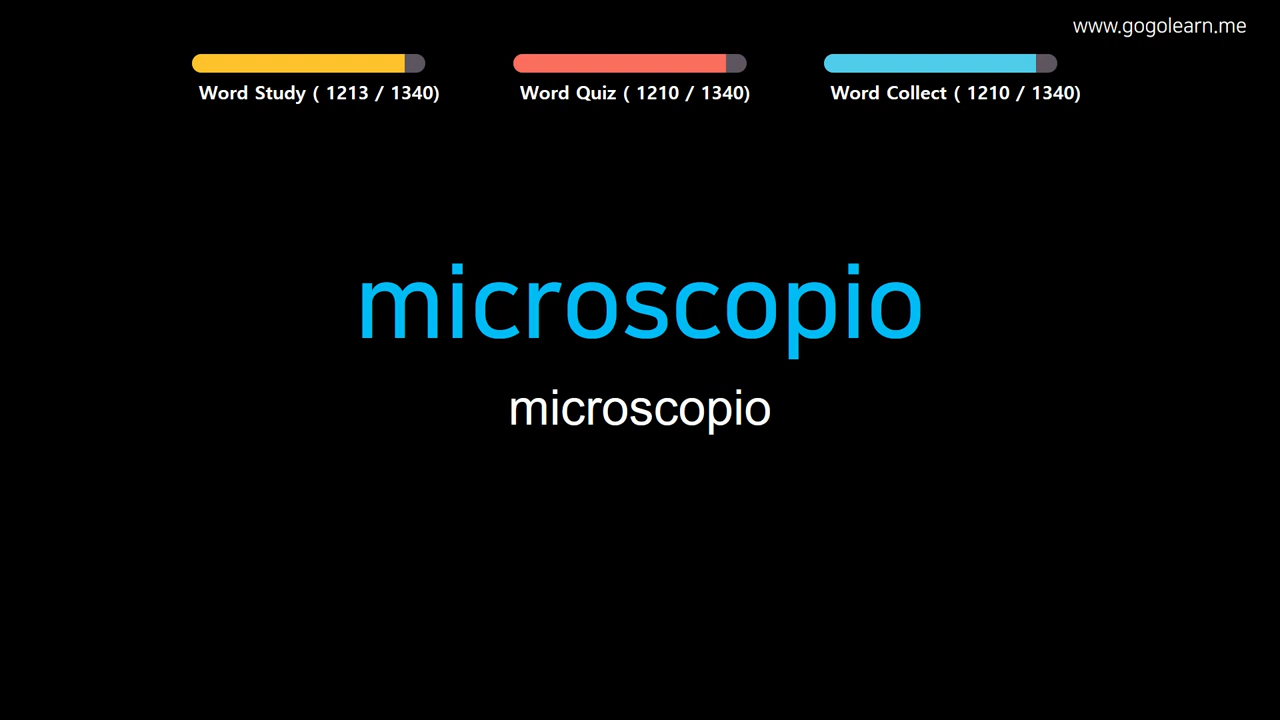 www.gogolearn.me
Word Study ( 1213 / 1340)
Word Quiz ( 1210 / 1340)
Word Collect ( 1210 / 1340)
microscopio
microscopio